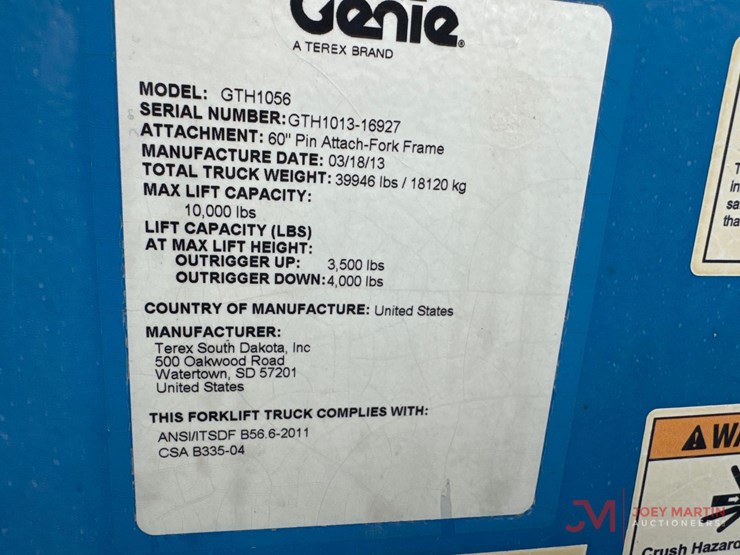 Genie
A TEREX BRAND
MODEL: GTH1056
SERIAL NUMBER: GTH1013-16927
ATTACHMENT: 60" Pin Attach-Fork Frame
MANUFACTURE DATE: 03/18/13
TOTAL TRUCK WEIGHT: 39946 lbs / 18120 kg
MAX LIFT CAPACITY:
10,000 lbs
LIFT CAPACITY (LBS)
AT MAX LIFT HEIGHT:
OUTRIGGER UP: 3,500 lbs
OUTRIGGER DOWN: 4,000 lbs
COUNTRY OF MANUFACTURE: United States
MANUFACTURER:
Terex South Dakota, Inc
500 Oakwood Road
Watertown, SD 57201
United States
THIS FORKLIFT TRUCK COMPLIES WITH:
ANSI/ITSDF B56.6-2011
CSA B335-04
Crush Hazard
JM JOEY MARTIN
AUCTIONEERS